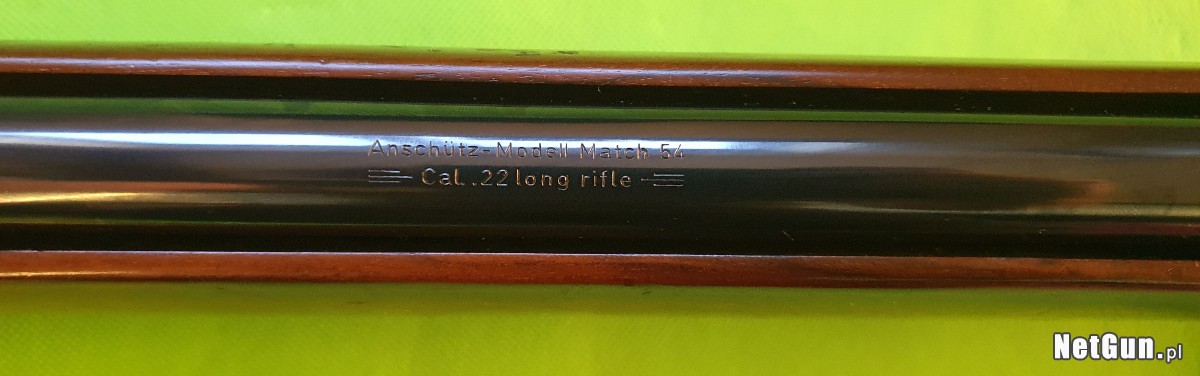 Anschütz-Modell Match 54
Cal. .22 long rifle
NetGun.pl